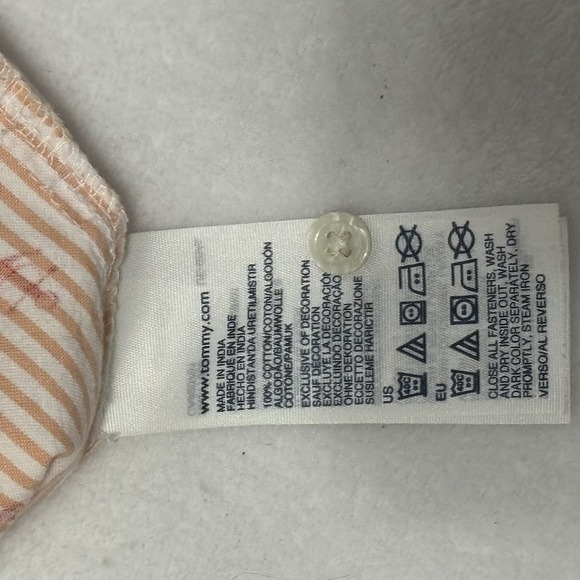 www.tommy.com
MADE IN INDIA
FABRIQUE EN INDE
HECHO EN INDIA
HINDISTAN'DA URETILMISTIR
100% COTTON/COTON/ALGODÓN
ALGODÃO/BAUMWOLLE
COTONE/PAMUK
EXCLUSIVE OF DECORATION
SAUF DECORATION
EXCLUYE LA DECORACIÓN
EXCLUINDO DECORAÇÃO
OHNE DEKORATION
ECCETTO DECORAZIONE
SUSLEME HARICTIR
US
EU
CLOSE ALL FASTENERS, WASH
AND IRON INSIDE OUT, WASH
DARK COLOR SEPARATELY, DRY
PROMPTLY, STEAM IRON
VERSO/AL REVERSO